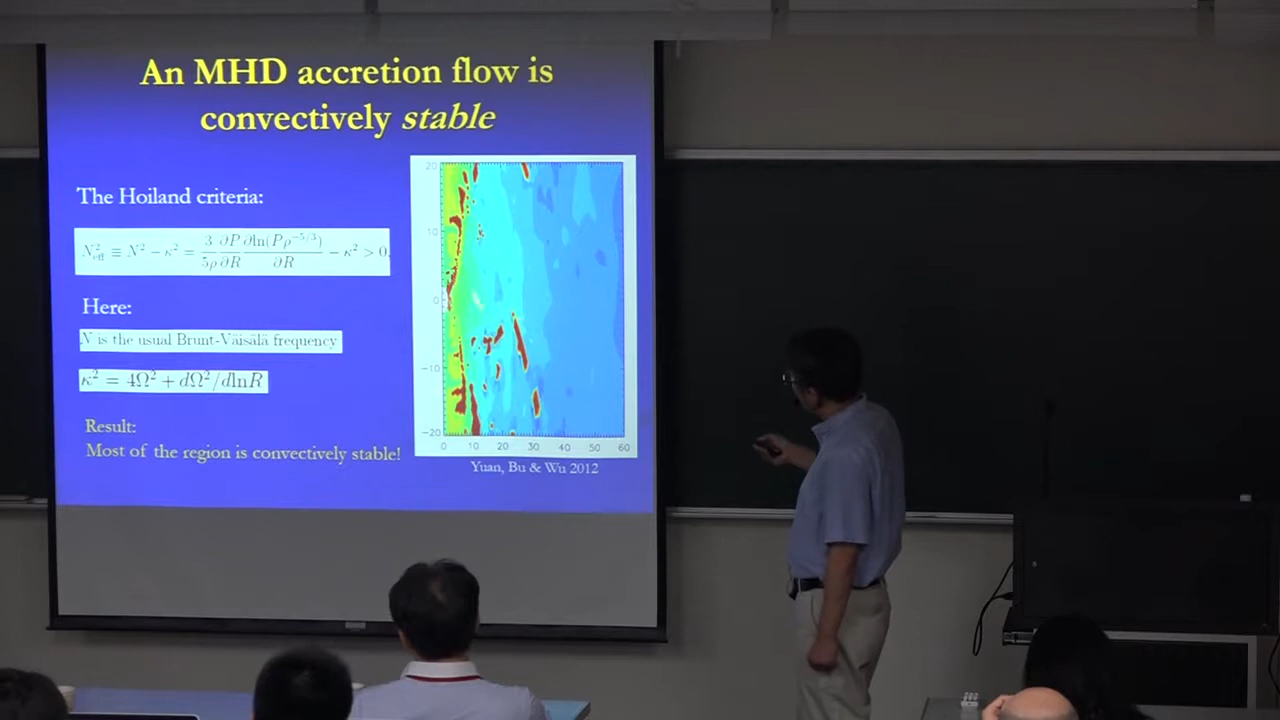 An MHD accretion flow is
convectively stable
The Hoiland criteria:
N²eff ≡ N² − κ² = 3/5ρ ∂P/∂R ∂ln(Pρ^−5/3)/∂R − κ² > 0,
Here:
N is the usual Brunt-Väisälä frequency
κ² = 4Ω² + dΩ²/dlnR
Result:
Most of the region is convectively stable!
20
10
0
−10
−20
0 10 20 30 40 50 60
Yuan, Bu & Wu 2012